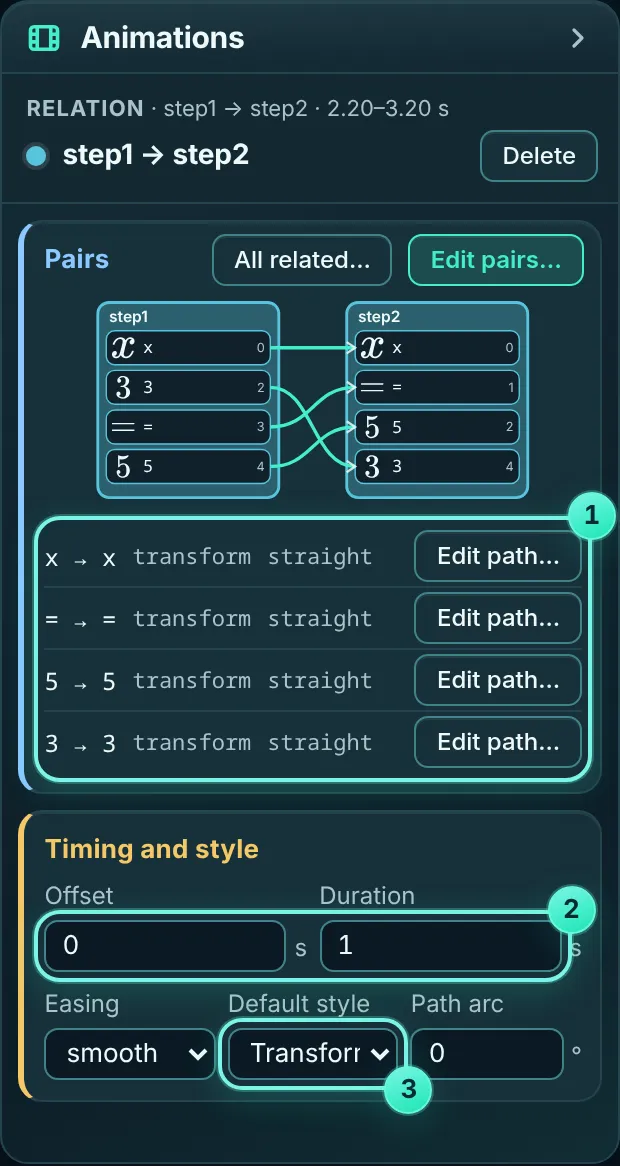 Animations
RELATION · step1 → step2 · 2.20–3.20 s
step1 → step2
Delete
Pairs
All related...
Edit pairs...
step1
x x 0
3 3 2
= = 3
5 5 4
step2
x x 0
= = 1
5 5 2
3 3 4
1
x → x transform straight Edit path...
= → = transform straight Edit path...
5 → 5 transform straight Edit path...
3 → 3 transform straight Edit path...
Timing and style
Offset Duration
2
0 s 1 s
Easing Default style Path arc
smooth Transfor 0 °
3